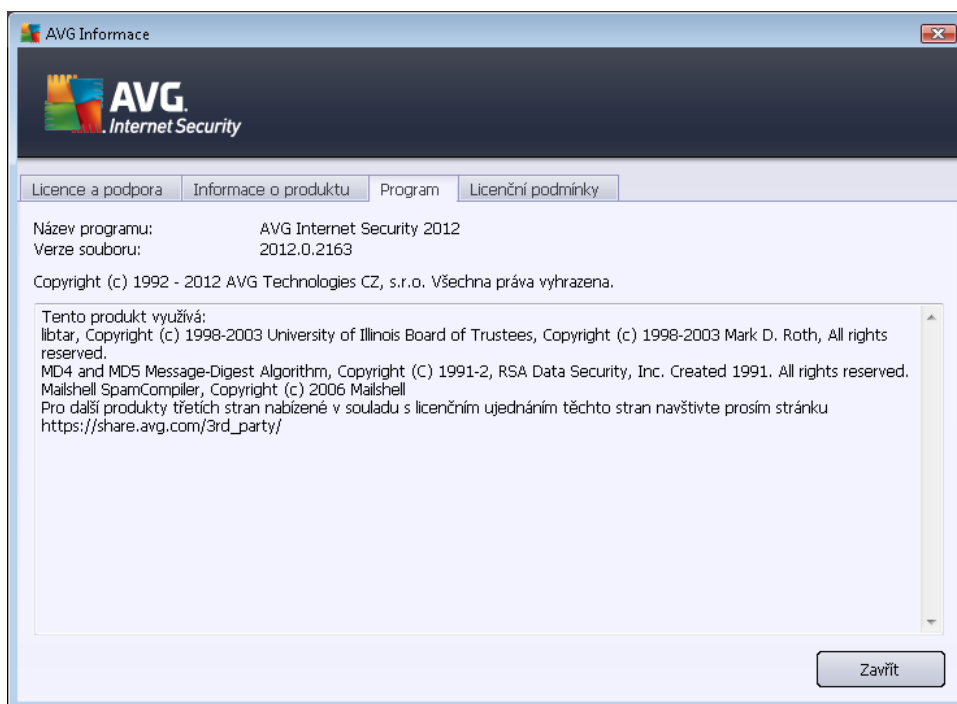 AVG Informace
AVG.
Internet Security
Licence a podpora
Informace o produktu
Program
Licenční podmínky
Název programu: AVG Internet Security 2012
Verze souboru: 2012.0.2163
Copyright (c) 1992 - 2012 AVG Technologies CZ, s.r.o. Všechna práva vyhrazena.
Tento produkt využívá:
libtar, Copyright (c) 1998-2003 University of Illinois Board of Trustees, Copyright (c) 1998-2003 Mark D. Roth, All rights
reserved.
MD4 and MD5 Message-Digest Algorithm, Copyright (C) 1991-2, RSA Data Security, Inc. Created 1991. All rights reserved.
Mailshell SpamCompiler, Copyright (c) 2006 Mailshell
Pro další produkty třetích stran nabízené v souladu s licenčním ujednáním těchto stran navštivte prosím stránku
https://share.avg.com/3rd_party/
Zavřít